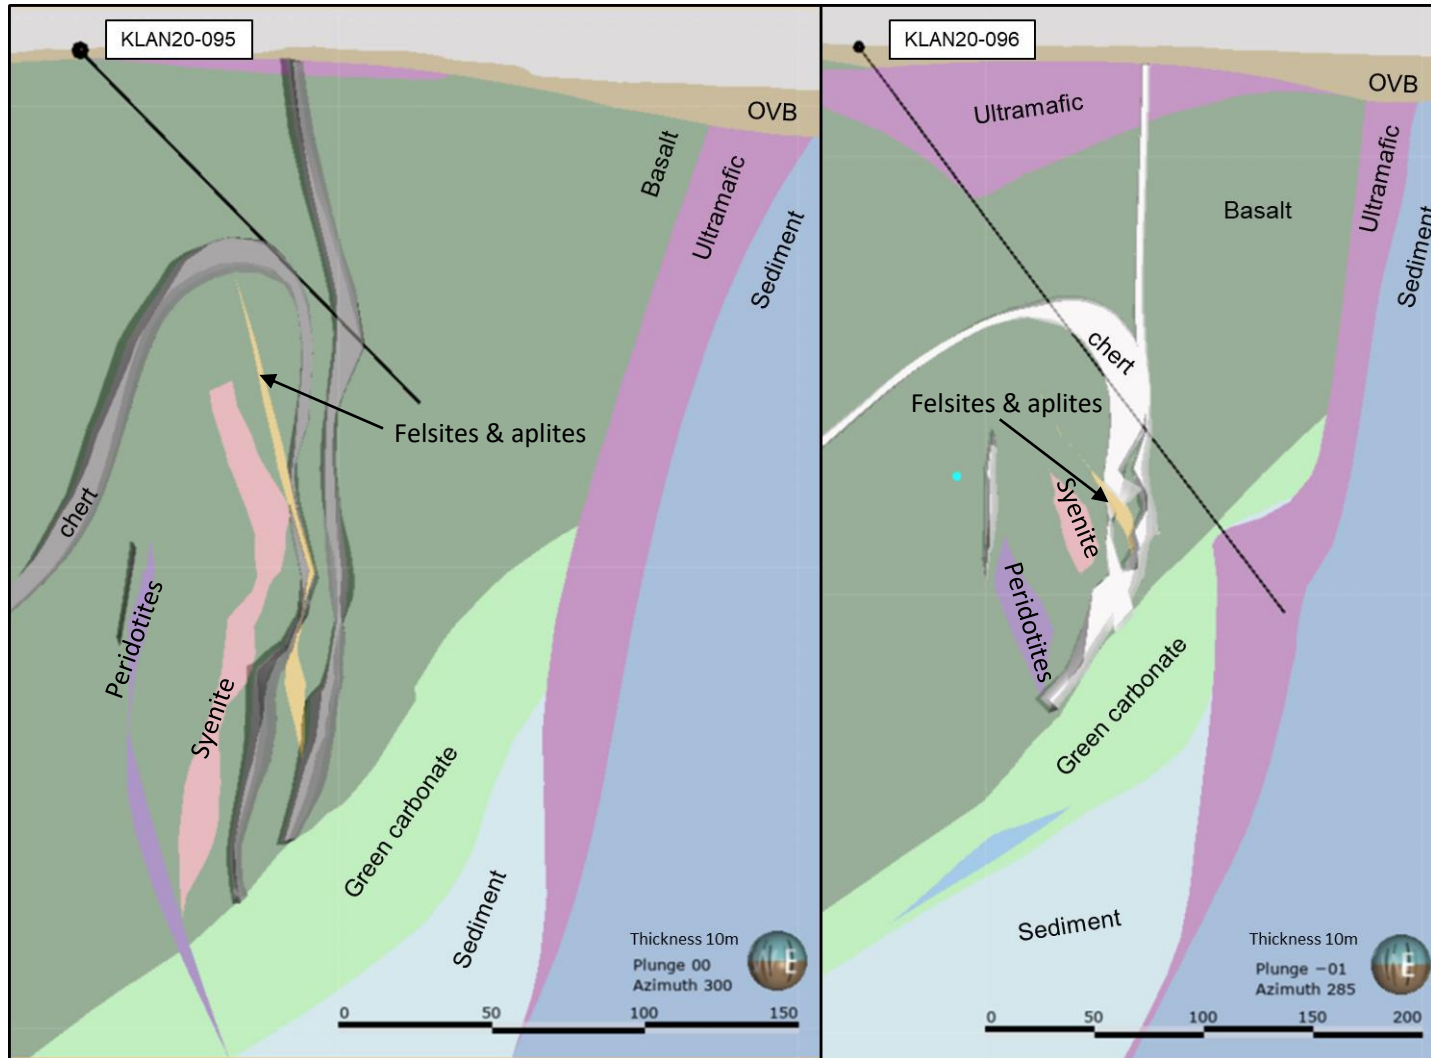 KLAN20-095
OVB
Basalt
Ultramafic
Sediment
Felsites & aplites
chert
Peridotites
Syenite
Green carbonate
Sediment
Thickness 10m
Plunge 00
Azimuth 300
E
0 50 100 150
KLAN20-096
OVB
Ultramafic
Basalt
Ultramafic
Sediment
chert
Felsites & aplites
Syenite
Peridotites
Green carbonate
Sediment
Thickness 10m
Plunge −01
Azimuth 285
E
0 50 100 150 200